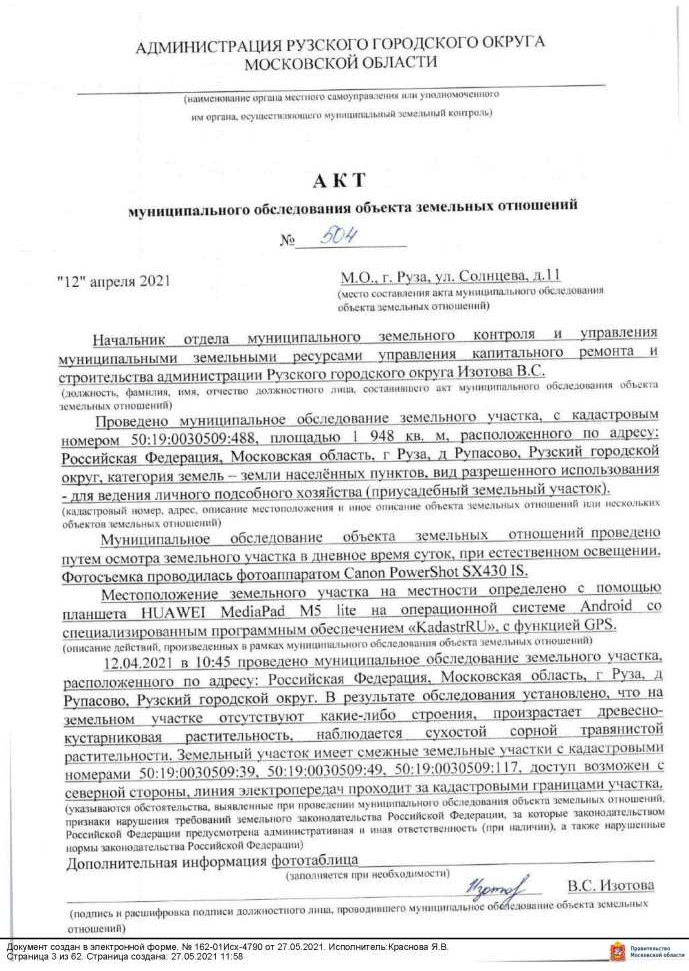 АДМИНИСТРАЦИЯ РУЗСКОГО ГОРОДСКОГО ОКРУГА
МОСКОВСКОЙ ОБЛАСТИ
(наименование органа местного самоуправления или уполномоченного
им органа, осуществляющего муниципальный земельный контроль)
А К Т
муниципального обследования объекта земельных отношений
№ 504
"12" апреля 2021
М.О., г. Руза, ул. Солнцева, д.11
(место составления акта муниципального обследования
объекта земельных отношений)
Начальник отдела муниципального земельного контроля и управления
муниципальными земельными ресурсами управления капитального ремонта и
строительства администрации Рузского городского округа Изотова В.С.
(должность, фамилия, имя, отчество должностного лица, составившего акт муниципального обследования объекта
земельных отношений)
Проведено муниципальное обследование земельного участка, с кадастровым
номером 50:19:0030509:488, площадью 1 948 кв. м, расположенного по адресу:
Российская Федерация, Московская область, г Руза, д Рупасово, Рузский городской
округ, категория земель – земли населённых пунктов, вид разрешенного использования
- для ведения личного подсобного хозяйства (приусадебный земельный участок).
(кадастровый номер, адрес, описание местоположения и иное описание объекта земельных отношений или нескольких
объектов земельных отношений)
Муниципальное обследование объекта земельных отношений проведено
путем осмотра земельного участка в дневное время суток, при естественном освещении.
Фотосъемка проводилась фотоаппаратом Canon PowerShot SX430 IS.
Местоположение земельного участка на местности определено с помощью
планшета HUAWEI MediaPad M5 lite на операционной системе Android со
специализированным программным обеспечением «KadastrRU», с функцией GPS.
(описание действий, произведенных в рамках муниципального обследования объекта земельных отношений)
12.04.2021 в 10:45 проведено муниципальное обследование земельного участка,
расположенного по адресу: Российская Федерация, Московская область, г Руза, д
Рупасово, Рузский городской округ. В результате обследования установлено, что на
земельном участке отсутствуют какие-либо строения, произрастает древесно-
кустарниковая растительность, наблюдается сухостой сорной травянистой
растительности. Земельный участок имеет смежные земельные участки с кадастровыми
номерами 50:19:0030509:39, 50:19:0030509:49, 50:19:0030509:117, доступ возможен с
северной стороны, линия электропередач проходит за кадастровыми границами участка.
(указываются обстоятельства, выявленные при проведении муниципального обследования объекта земельных отношений,
признаки нарушения требований земельного законодательства Российской Федерации, за которые законодательством
Российской Федерации предусмотрена административная и иная ответственность (при наличии), а также нарушенные
нормы законодательства Российской Федерации)
Дополнительная информация фототаблица
(заполняется при необходимости)
Изотов В.С. Изотова
(подпись и расшифровка подписи должностного лица, проводившего муниципальное обследование объекта земельных
отношений)
Документ создан в электронной форме. № 162-01Исх-4790 от 27.05.2021. Исполнитель:Краснова Я.В.
Страница 3 из 62. Страница создана: 27.05.2021 11:58
Правительство
Московской области